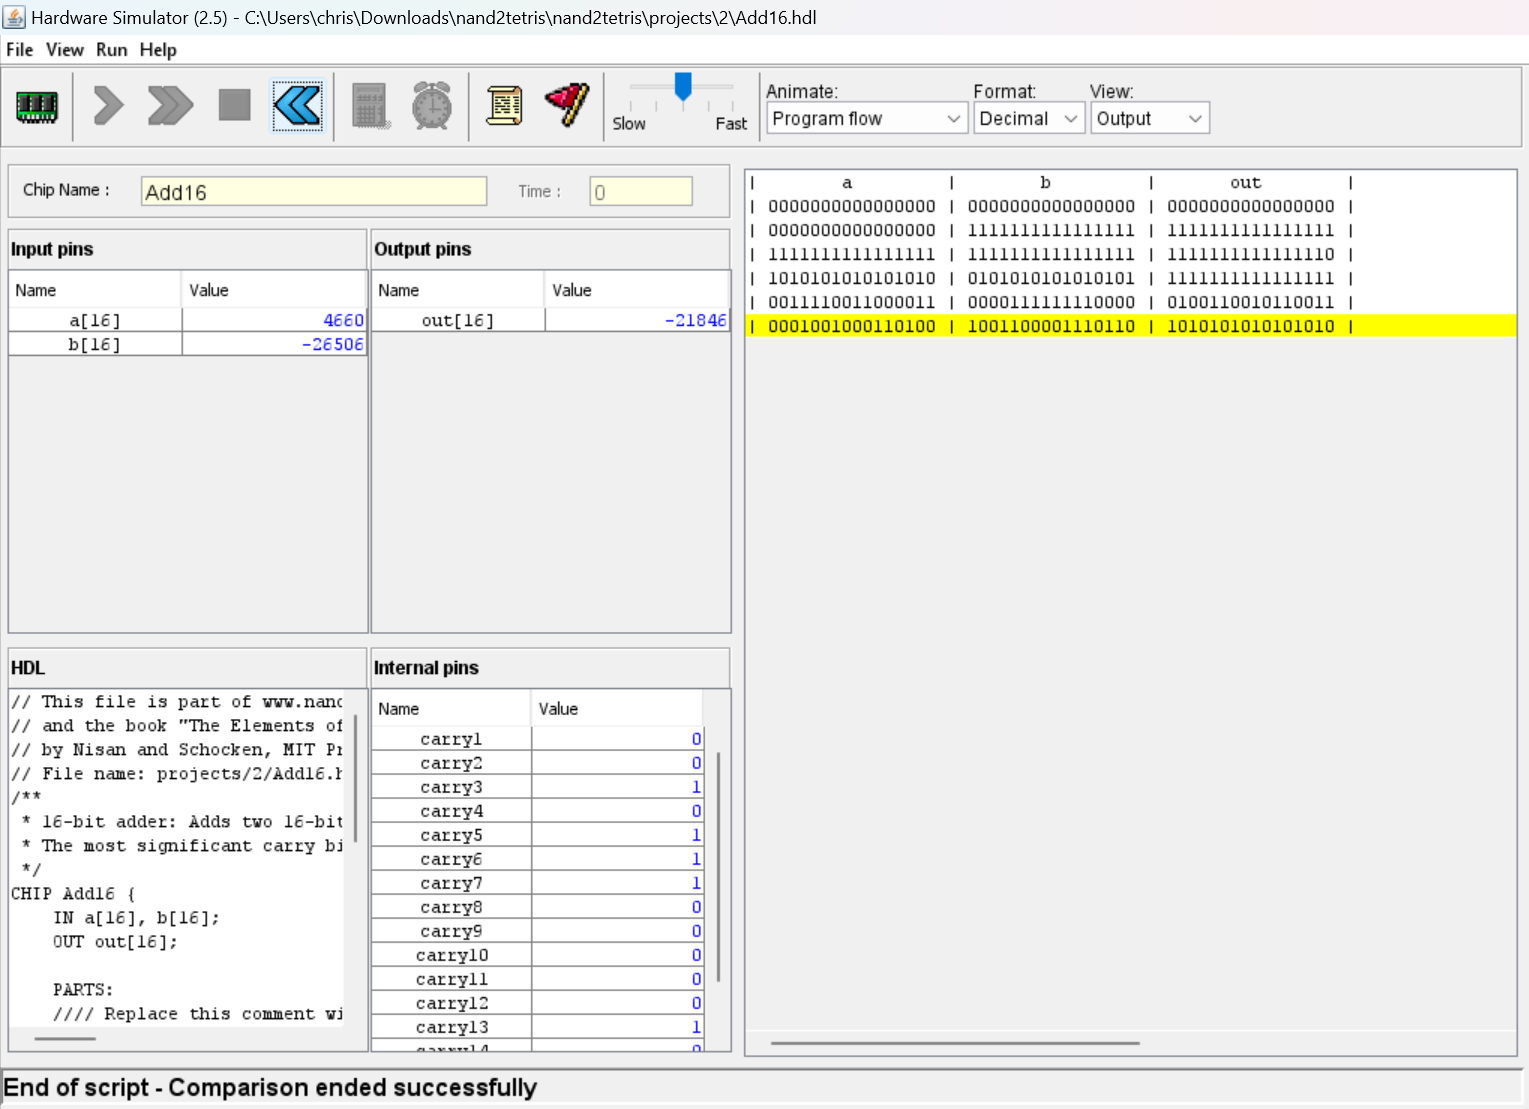 Hardware Simulator (2.5) - C:\Users\chris\Downloads\nand2tetris\nand2tetris\projects\2\Add16.hdl
File View Run Help
Slow Fast
Animate: Format: View:
Program flow Decimal Output
Chip Name : Add16 Time : 0
Input pins
Name Value
a[16] 4660
b[16] -26506
Output pins
Name Value
out[16] -21846
HDL
// This file is part of www.nand
// and the book "The Elements of
// by Nisan and Schocken, MIT Pr
// File name: projects/2/Add16.h
/**
* 16-bit adder: Adds two 16-bit
* The most significant carry bi
*/
CHIP Add16 {
IN a[16], b[16];
OUT out[16];
PARTS:
//// Replace this comment wi
Internal pins
Name Value
carry1 0
carry2 0
carry3 1
carry4 0
carry5 1
carry6 1
carry7 1
carry8 0
carry9 0
carry10 0
carry11 0
carry12 0
carry13 1
carry14 0
| a | b | out |
| 0000000000000000 | 0000000000000000 | 0000000000000000 |
| 0000000000000000 | 1111111111111111 | 1111111111111111 |
| 1111111111111111 | 1111111111111111 | 1111111111111110 |
| 1010101010101010 | 0101010101010101 | 1111111111111111 |
| 0011110011000011 | 0000111111110000 | 0100110010110011 |
| 0001001000110100 | 1001100001110110 | 1010101010101010 |
End of script - Comparison ended successfully